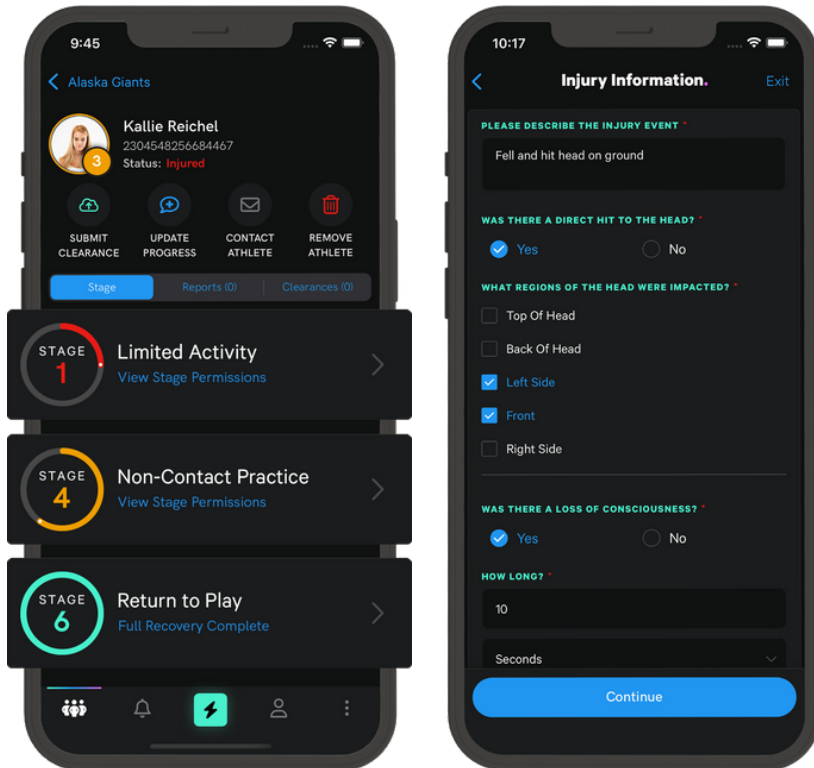 9:45
Alaska Giants
Kallie Reichel
2304548256684467
Status: Injured
3
SUBMIT CLEARANCE
UPDATE PROGRESS
CONTACT ATHLETE
REMOVE ATHLETE
Stage
Reports (0)
Clearances (0)
STAGE 1
Limited Activity
View Stage Permissions
STAGE 4
Non-Contact Practice
View Stage Permissions
STAGE 6
Return to Play
Full Recovery Complete
10:17
Injury Information.
Exit
PLEASE DESCRIBE THE INJURY EVENT *
Fell and hit head on ground
WAS THERE A DIRECT HIT TO THE HEAD? *
Yes
No
WHAT REGIONS OF THE HEAD WERE IMPACTED? *
Top Of Head
Back Of Head
Left Side
Front
Right Side
WAS THERE A LOSS OF CONSCIOUSNESS? *
Yes
No
HOW LONG? *
10
Seconds
Continue